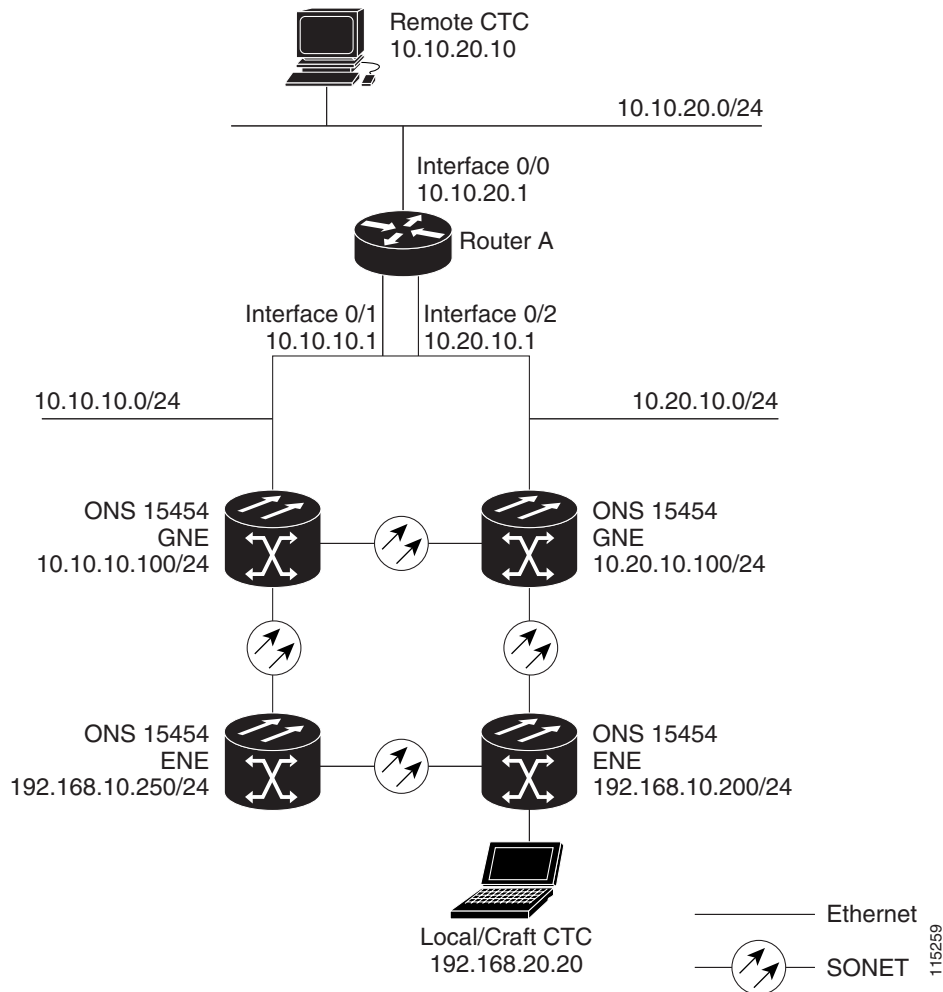 Remote CTC
10.10.20.10
10.10.20.0/24
Interface 0/0
10.10.20.1
Router A
Interface 0/1
10.10.10.1
Interface 0/2
10.20.10.1
10.10.10.0/24
10.20.10.0/24
ONS 15454
GNE
10.10.10.100/24
ONS 15454
GNE
10.20.10.100/24
ONS 15454
ENE
192.168.10.250/24
ONS 15454
ENE
192.168.10.200/24
Local/Craft CTC
192.168.20.20
Ethernet
SONET
115259